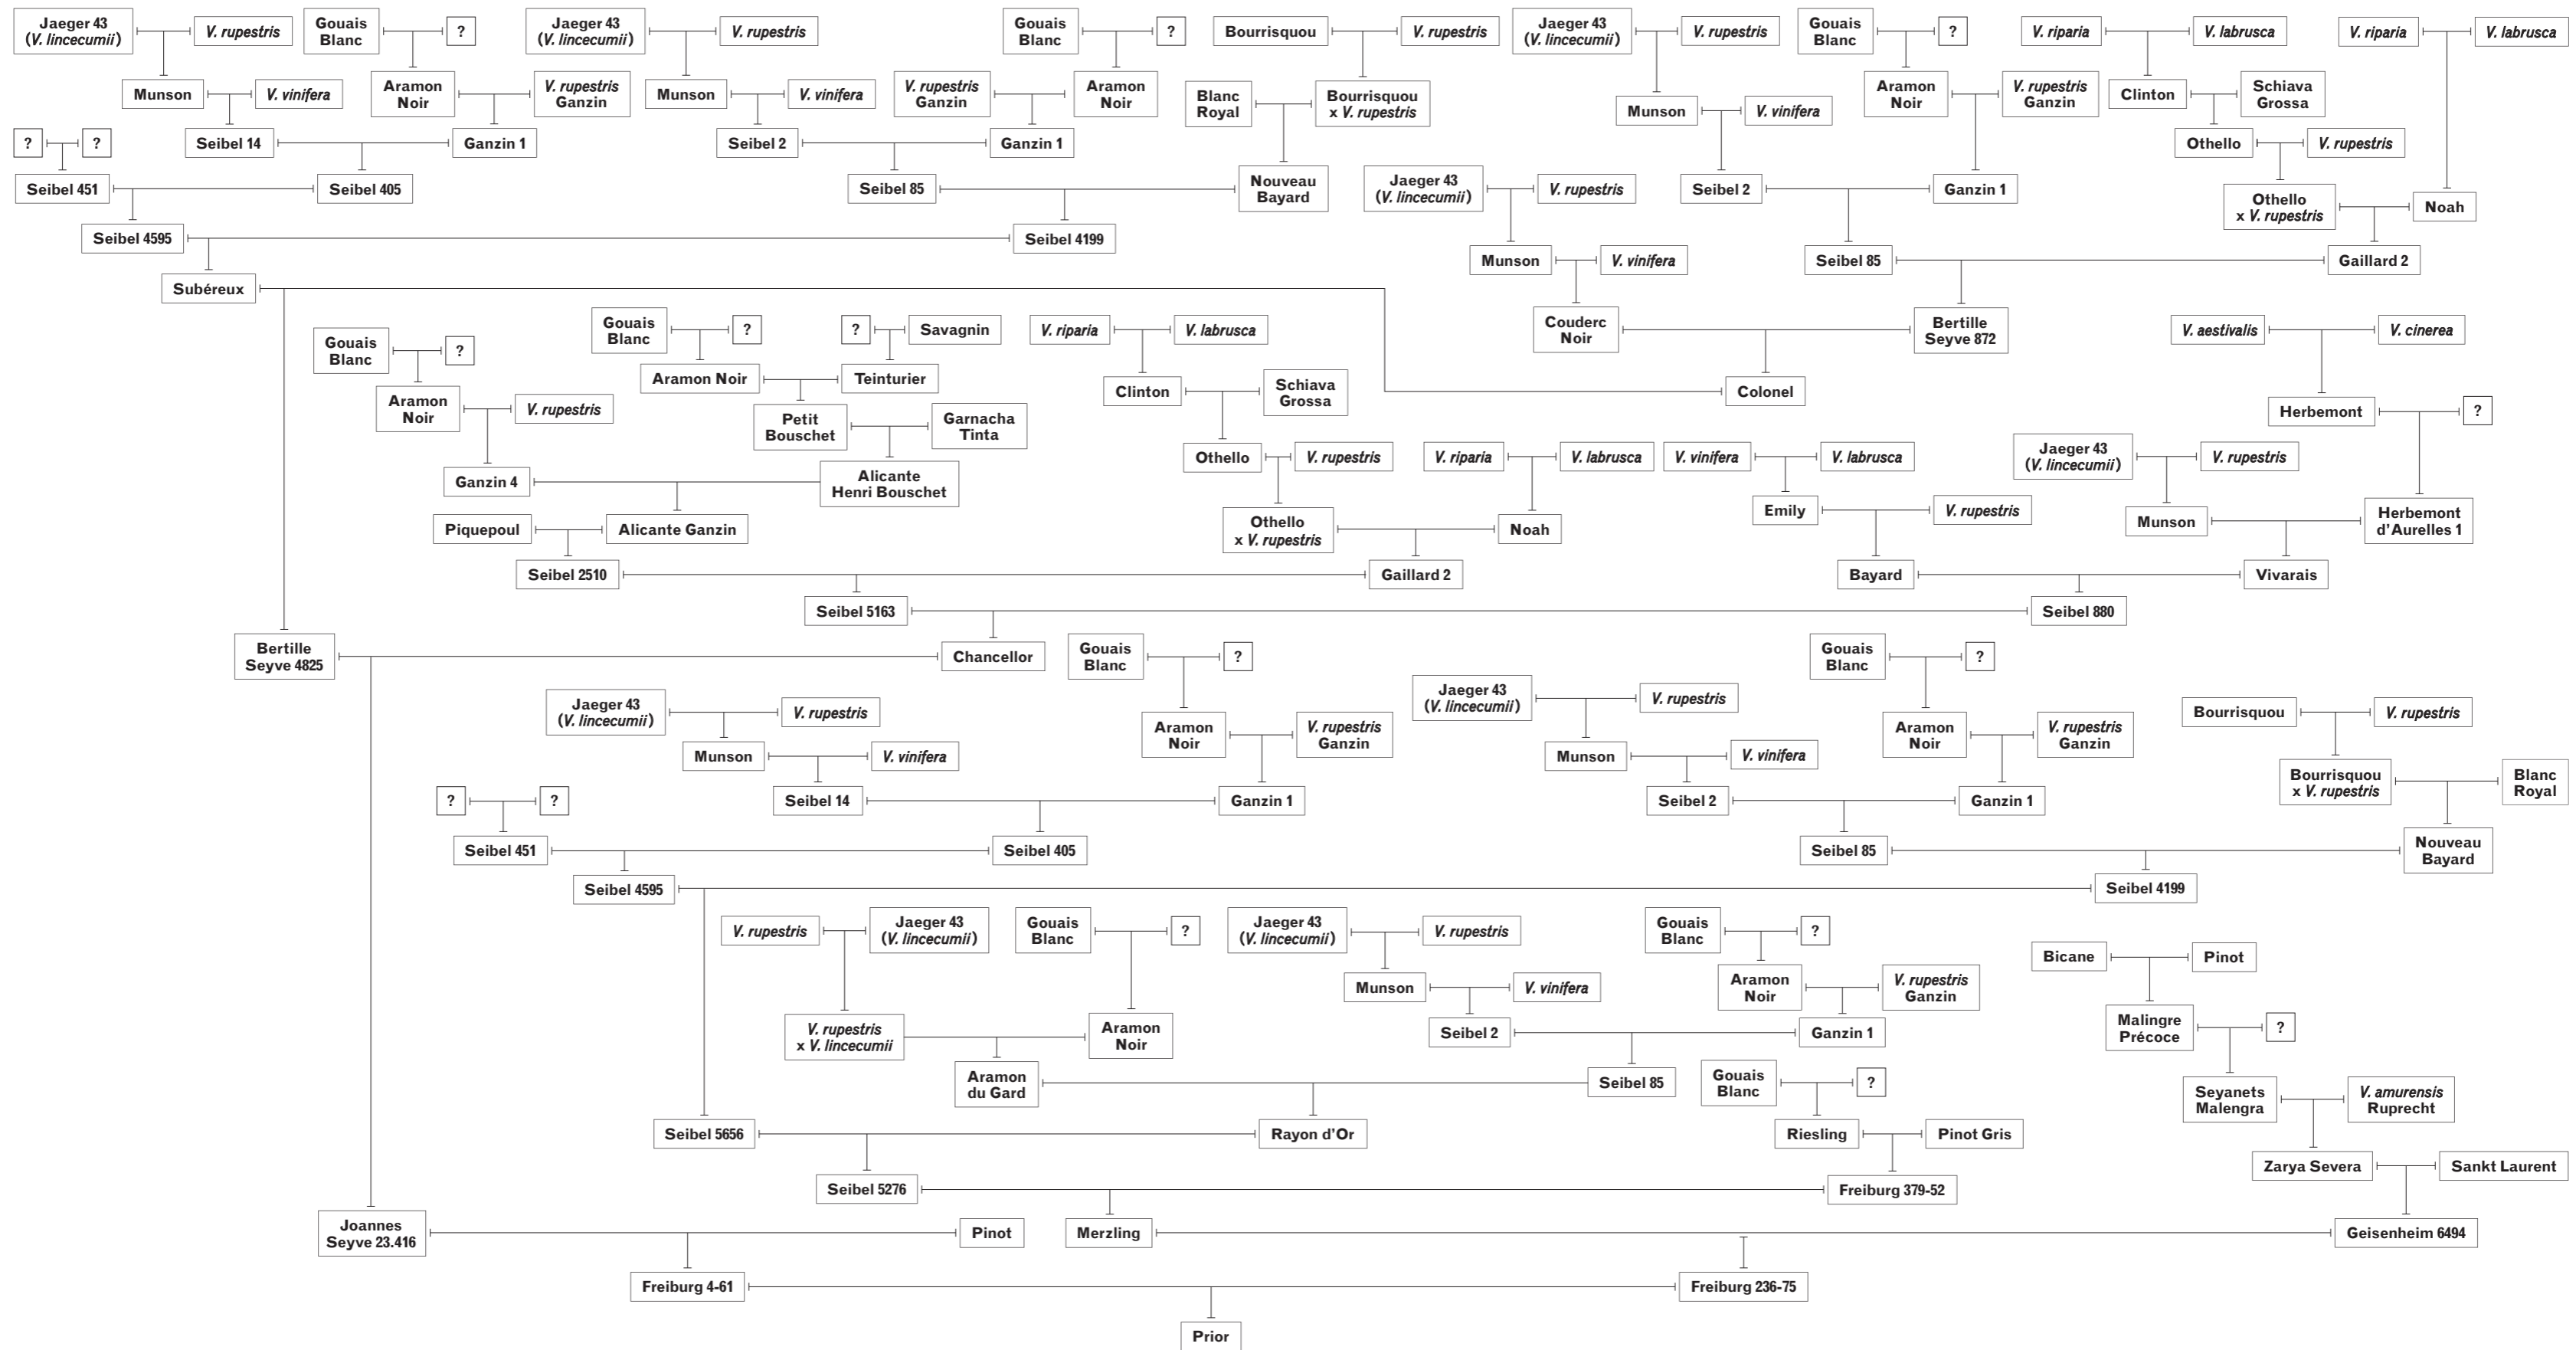 Jaeger 43
(V. lincecumii)
V. rupestris
Gouais
Blanc
?
Jaeger 43
(V. lincecumii)
V. rupestris
Gouais
Blanc
?
Bourrisquou
V. rupestris
Jaeger 43
(V. lincecumii)
V. rupestris
Gouais
Blanc
?
V. riparia
V. labrusca
V. riparia
V. labrusca
Munson
V. vinifera
Aramon
Noir
V. rupestris
Ganzin
Munson
V. vinifera
V. rupestris
Ganzin
Aramon
Noir
Blanc
Royal
Bourrisquou
x V. rupestris
Munson
V. vinifera
Aramon
Noir
V. rupestris
Ganzin
Clinton
Schiava
Grossa
?
?
Seibel 14
Ganzin 1
Seibel 2
Ganzin 1
Othello
V. rupestris
Seibel 451
Seibel 405
Seibel 85
Nouveau
Bayard
Jaeger 43
(V. lincecumii)
V. rupestris
Seibel 2
Ganzin 1
Othello
x V. rupestris
Noah
Seibel 4595
Seibel 4199
Munson
V. vinifera
Seibel 85
Gaillard 2
Subéreux
Gouais
Blanc
?
Gouais
Blanc
?
?
Savagnin
V. riparia
V. labrusca
Couderc
Noir
Bertille
Seyve 872
V. aestivalis
V. cinerea
Aramon
Noir
V. rupestris
Aramon Noir
Teinturier
Clinton
Schiava
Grossa
Colonel
Herbemont
?
Petit
Bouschet
Garnacha
Tinta
Othello
V. rupestris
V. riparia
V. labrusca
V. vinifera
V. labrusca
Jaeger 43
(V. lincecumii)
V. rupestris
Ganzin 4
Alicante
Henri Bouschet
Emily
V. rupestris
Munson
Herbemont
d'Aurelles 1
Piquepoul
Alicante Ganzin
Othello
x V. rupestris
Noah
Seibel 2510
Gaillard 2
Bayard
Vivarais
Seibel 5163
Seibel 880
Bertille
Seyve 4825
Chancellor
Gouais
Blanc
?
Gouais
Blanc
?
Jaeger 43
(V. lincecumii)
V. rupestris
Aramon
Noir
V. rupestris
Ganzin
Jaeger 43
(V. lincecumii)
V. rupestris
Aramon
Noir
V. rupestris
Ganzin
Bourrisquou
V. rupestris
Munson
V. vinifera
Munson
V. vinifera
Bourrisquou
x V. rupestris
Blanc
Royal
?
?
Seibel 14
Ganzin 1
Seibel 2
Ganzin 1
Seibel 451
Seibel 405
Seibel 85
Nouveau
Bayard
Seibel 4595
Seibel 4199
V. rupestris
Jaeger 43
(V. lincecumii)
Gouais
Blanc
?
Jaeger 43
(V. lincecumii)
V. rupestris
Gouais
Blanc
?
Bicane
Pinot
Munson
V. vinifera
Aramon
Noir
V. rupestris
Ganzin
V. rupestris
x V. lincecumii
Aramon
Noir
Seibel 2
Ganzin 1
Malingre
Précoce
?
Aramon
du Gard
Seibel 85
Gouais
Blanc
?
Seyanets
Malengra
V. amurensis
Ruprecht
Seibel 5656
Rayon d'Or
Riesling
Pinot Gris
Zarya Severa
Sankt Laurent
Seibel 5276
Freiburg 379-52
Joannes
Seyve 23.416
Pinot
Merzling
Geisenheim 6494
Freiburg 4-61
Freiburg 236-75
Prior